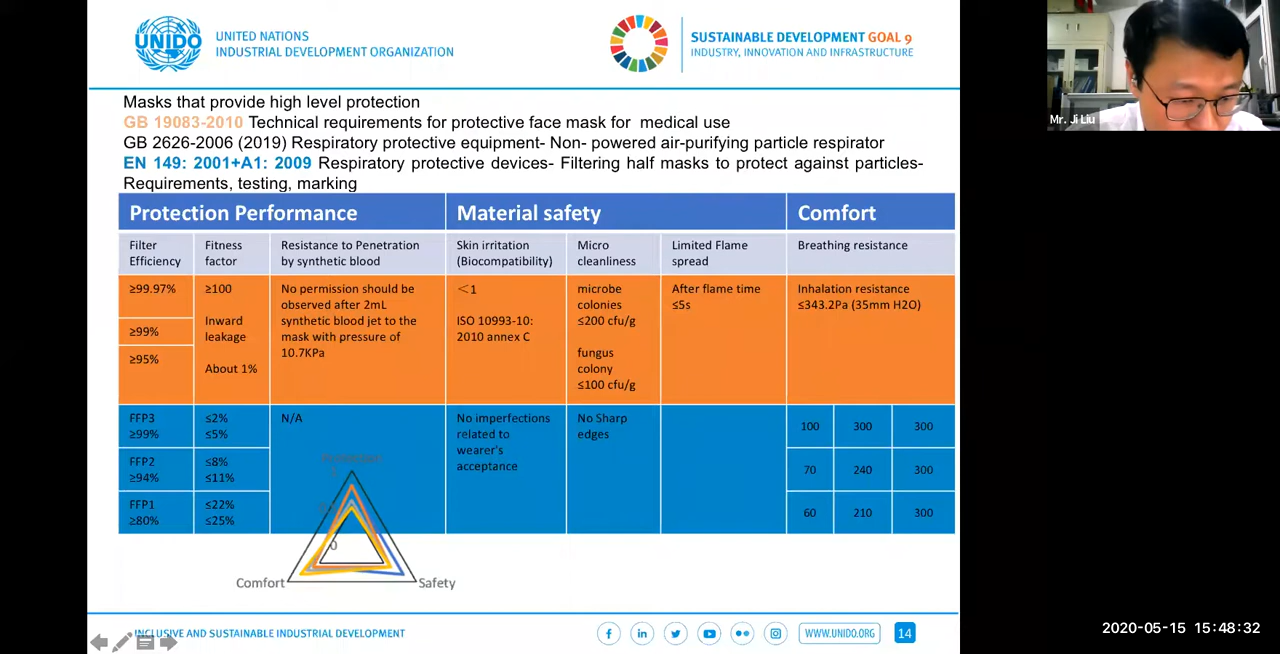 UNIDO
UNITED NATIONS
INDUSTRIAL DEVELOPMENT ORGANIZATION
SUSTAINABLE DEVELOPMENT GOAL 9
INDUSTRY, INNOVATION AND INFRASTRUCTURE
Mr. Ji Liu
Masks that provide high level protection
GB 19083-2010 Technical requirements for protective face mask for medical use
GB 2626-2006 (2019) Respiratory protective equipment- Non- powered air-purifying particle respirator
EN 149: 2001+A1: 2009 Respiratory protective devices- Filtering half masks to protect against particles-
Requirements, testing, marking
Protection Performance
Material safety
Comfort
Filter
Efficiency
Fitness
factor
Resistance to Penetration
by synthetic blood
Skin irritation
(Biocompatibility)
Micro
cleanliness
Limited Flame
spread
Breathing resistance
≥99.97%
≥99%
≥95%
≥100
Inward
leakage
About 1%
No permission should be
observed after 2mL
synthetic blood jet to the
mask with pressure of
10.7KPa
<1
ISO 10993-10:
2010 annex C
microbe
colonies
≤200 cfu/g
fungus
colony
≤100 cfu/g
After flame time
≤5s
Inhalation resistance
≤343.2Pa (35mm H2O)
FFP3
≥99%
≤2%
≤5%
N/A
No imperfections
related to
wearer's
acceptance
No Sharp
edges
100 300 300
FFP2
≥94%
≤8%
≤11%
70 240 300
FFP1
≥80%
≤22%
≤25%
60 210 300
1
0
Comfort
Safety
INCLUSIVE AND SUSTAINABLE INDUSTRIAL DEVELOPMENT
WWW.UNIDO.ORG
14
2020-05-15 15:48:32